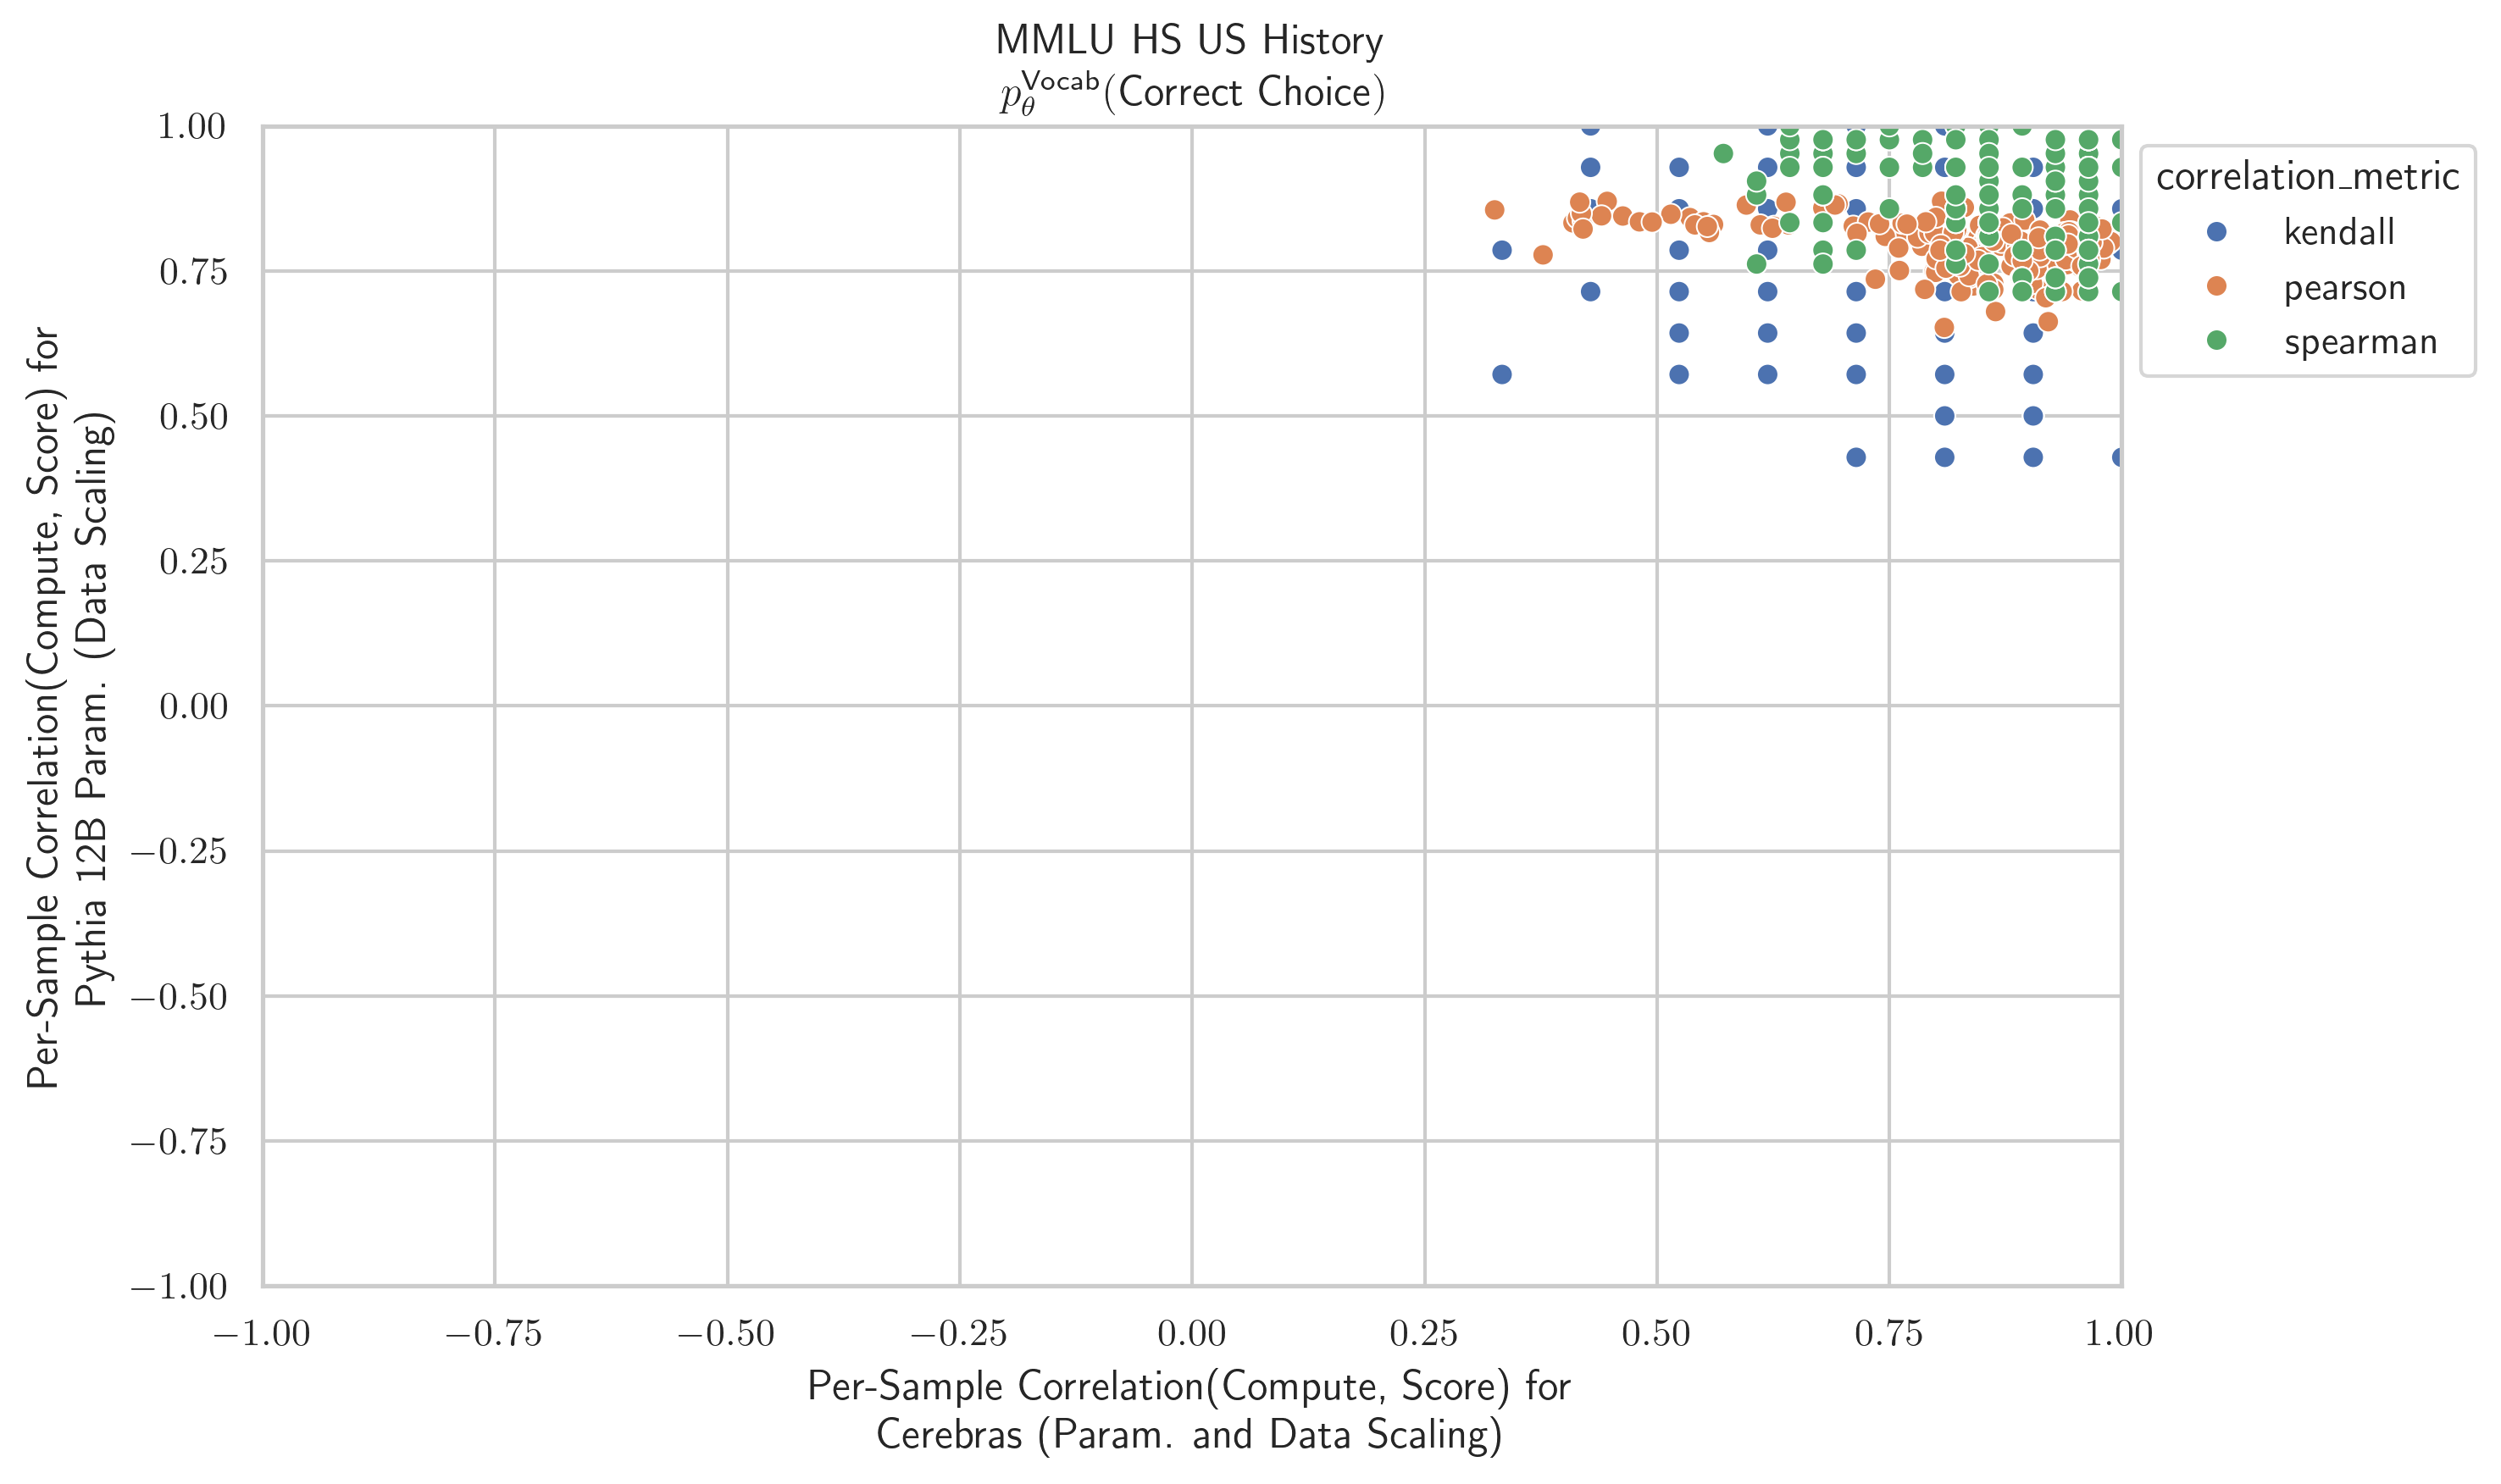 MMLU HS US History
p_θ^Vocab(Correct Choice)
1.00
0.75
0.50
0.25
0.00
−0.25
−0.50
−0.75
−1.00
Per-Sample Correlation(Compute, Score) for
Pythia 12B Param. (Data Scaling)
correlation_metric
kendall
pearson
spearman
−1.00
−0.75
−0.50
−0.25
0.00
0.25
0.50
0.75
1.00
Per-Sample Correlation(Compute, Score) for
Cerebras (Param. and Data Scaling)